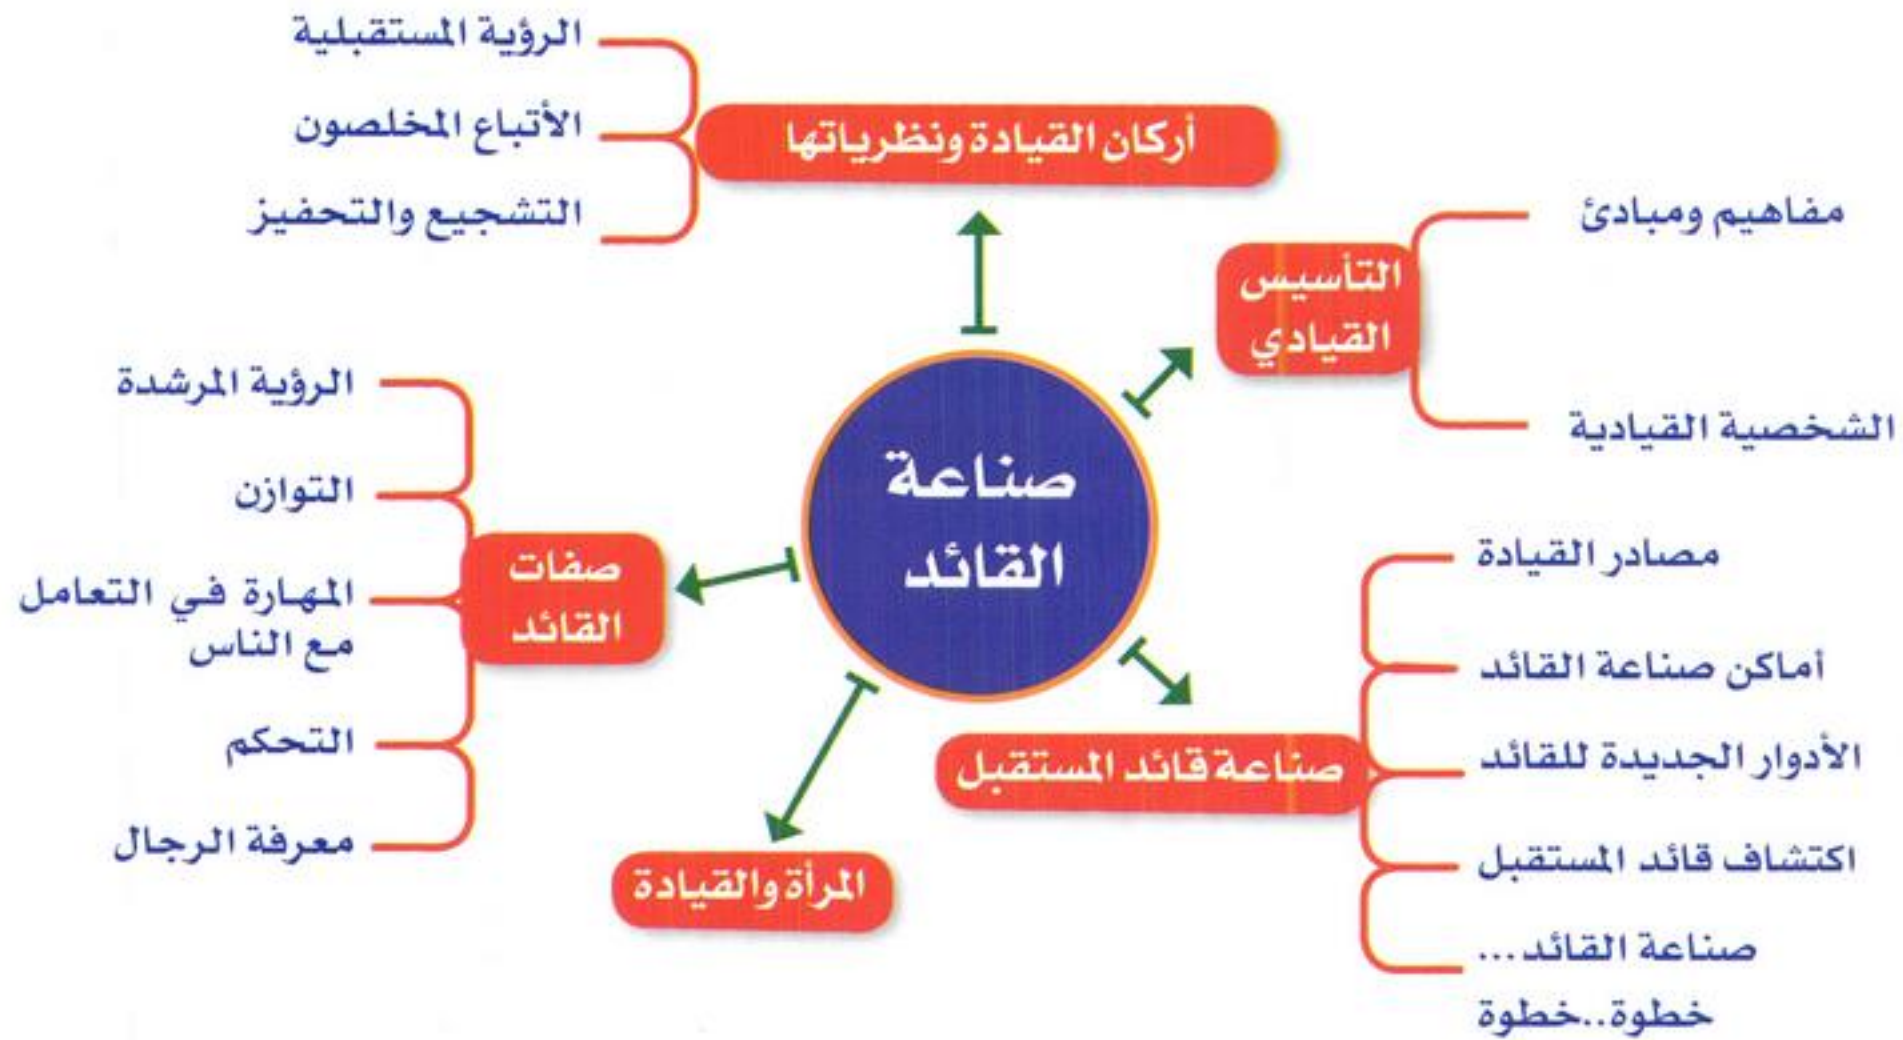 صناعة
القائد
التأسيس
القيادي
مفاهيم ومبادئ
الشخصية القيادية
أركان القيادة ونظرياتها
الرؤية المستقبلية
الأتباع المخلصون
التشجيع والتحفيز
صفات
القائد
الرؤية المرشدة
التوازن
المهارة في التعامل
مع الناس
التحكم
معرفة الرجال
المرأة والقيادة
صناعة قائد المستقبل
مصادر القيادة
أماكن صناعة القائد
الأدوار الجديدة للقائد
اكتشاف قائد المستقبل
صناعة القائد...
خطوة..خطوة